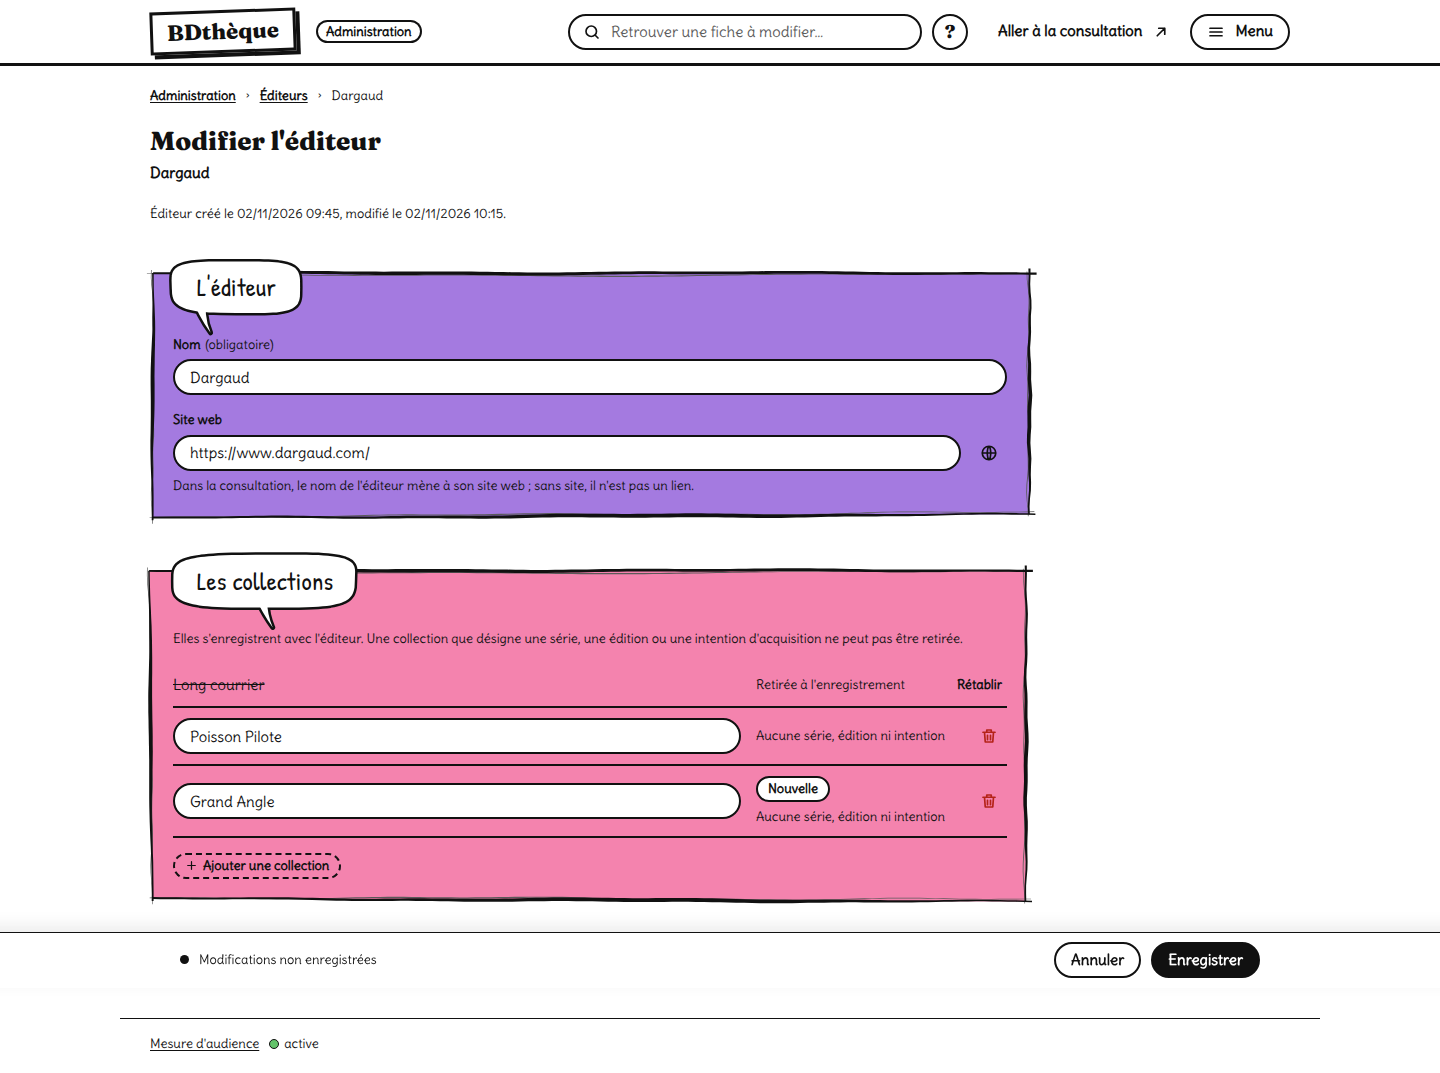 BDthèque
Administration
Retrouver une fiche à modifier...
?
Aller à la consultation
Menu
Administration › Éditeurs › Dargaud
Modifier l'éditeur
Dargaud
Éditeur créé le 02/11/2026 09:45, modifié le 02/11/2026 10:15.
L'éditeur
Nom (obligatoire)
Dargaud
Site web
https://www.dargaud.com/
Dans la consultation, le nom de l'éditeur mène à son site web ; sans site, il n'est pas un lien.
Les collections
Elles s'enregistrent avec l'éditeur. Une collection que désigne une série, une édition ou une intention d'acquisition ne peut pas être retirée.
Long courrier
Retirée à l'enregistrement
Rétablir
Poisson Pilote
Aucune série, édition ni intention
Grand Angle
Nouvelle
Aucune série, édition ni intention
+ Ajouter une collection
Modifications non enregistrées
Annuler
Enregistrer
Mesure d'audience
active